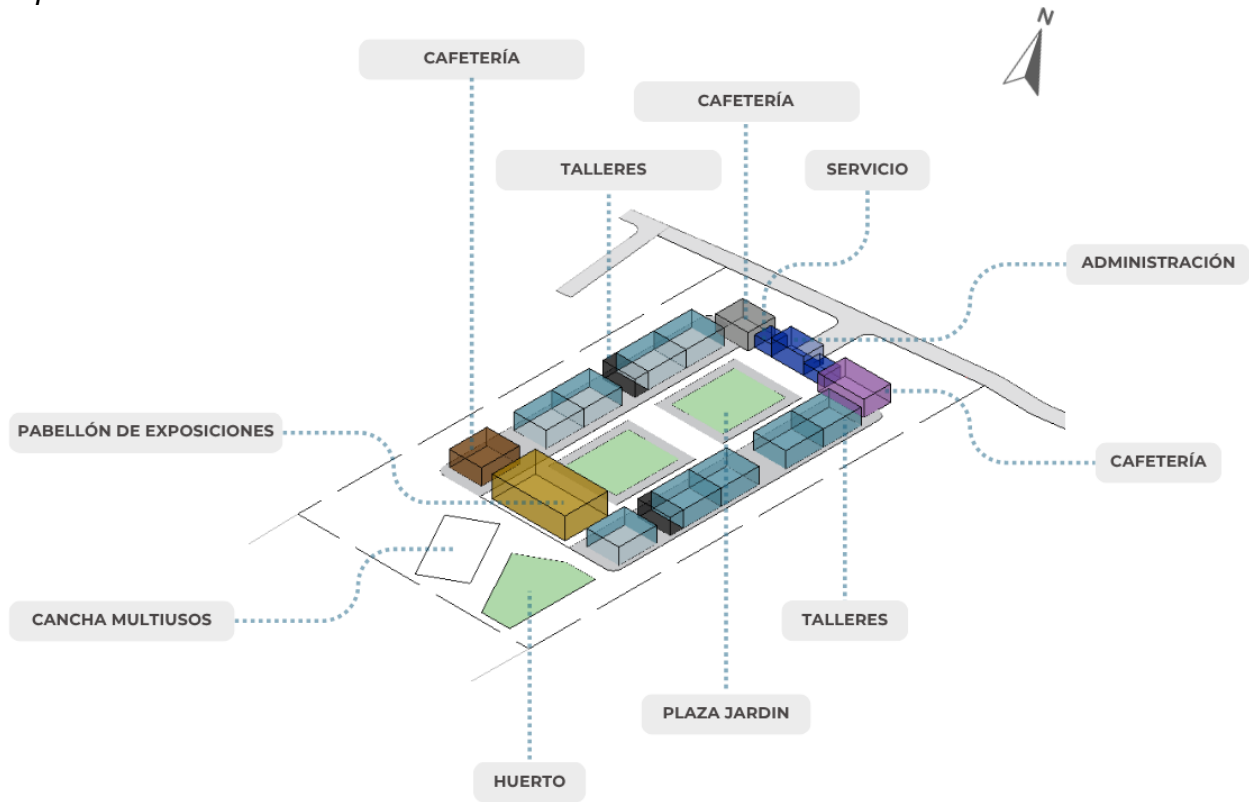 N
CAFETERÍA
CAFETERÍA
TALLERES
SERVICIO
ADMINISTRACIÓN
PABELLÓN DE EXPOSICIONES
CAFETERÍA
CANCHA MULTIUSOS
TALLERES
PLAZA JARDIN
HUERTO